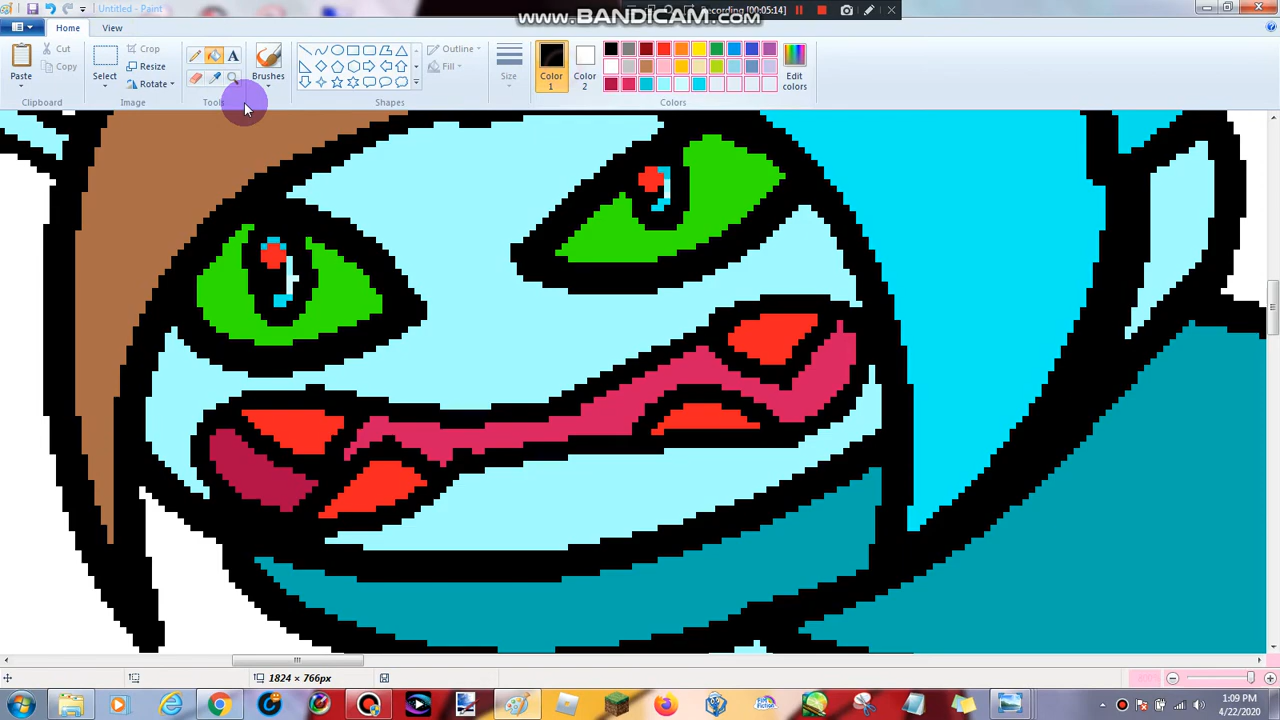 Untitled - Paint
Recording [00:05:14]
www.BANDICAM.com
Home
View
Paste
Cut
Copy
Clipboard
Select
Crop
Resize
Rotate
Image
A
Tools
Brushes
Shapes
Outline
Fill
Size
Color
1
Color
2
Edit
colors
Colors
1824 × 766px
1:09 PM
4/22/2020